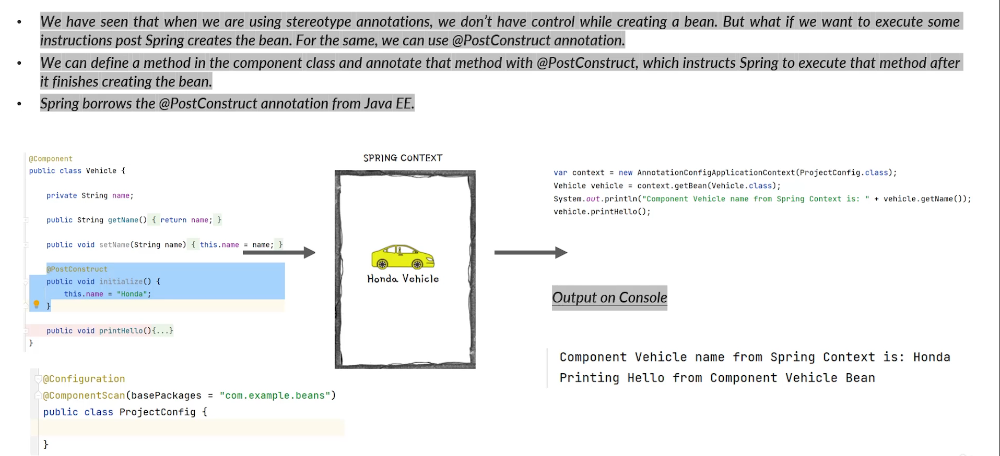 • We have seen that when we are using stereotype annotations, we don't have control while creating a bean. But what if we want to execute some
instructions post Spring creates the bean. For the same, we can use @PostConstruct annotation.
• We can define a method in the component class and annotate that method with @PostConstruct, which instructs Spring to execute that method after
it finishes creating the bean.
• Spring borrows the @PostConstruct annotation from Java EE.
@Component
public class Vehicle {
private String name;
public String getName() { return name; }
public void setName(String name) { this.name = name; }
@PostConstruct
public void initialize() {
this.name = "Honda";
}
public void printHello(){...}
}
@Configuration
@ComponentScan(basePackages = "com.example.beans")
public class ProjectConfig {
}
SPRING CONTEXT
Honda Vehicle
var context = new AnnotationConfigApplicationContext(ProjectConfig.class);
Vehicle vehicle = context.getBean(Vehicle.class);
System.out.println("Component Vehicle name from Spring Context is: " + vehicle.getName());
vehicle.printHello();
Output on Console
Component Vehicle name from Spring Context is: Honda
Printing Hello from Component Vehicle Bean